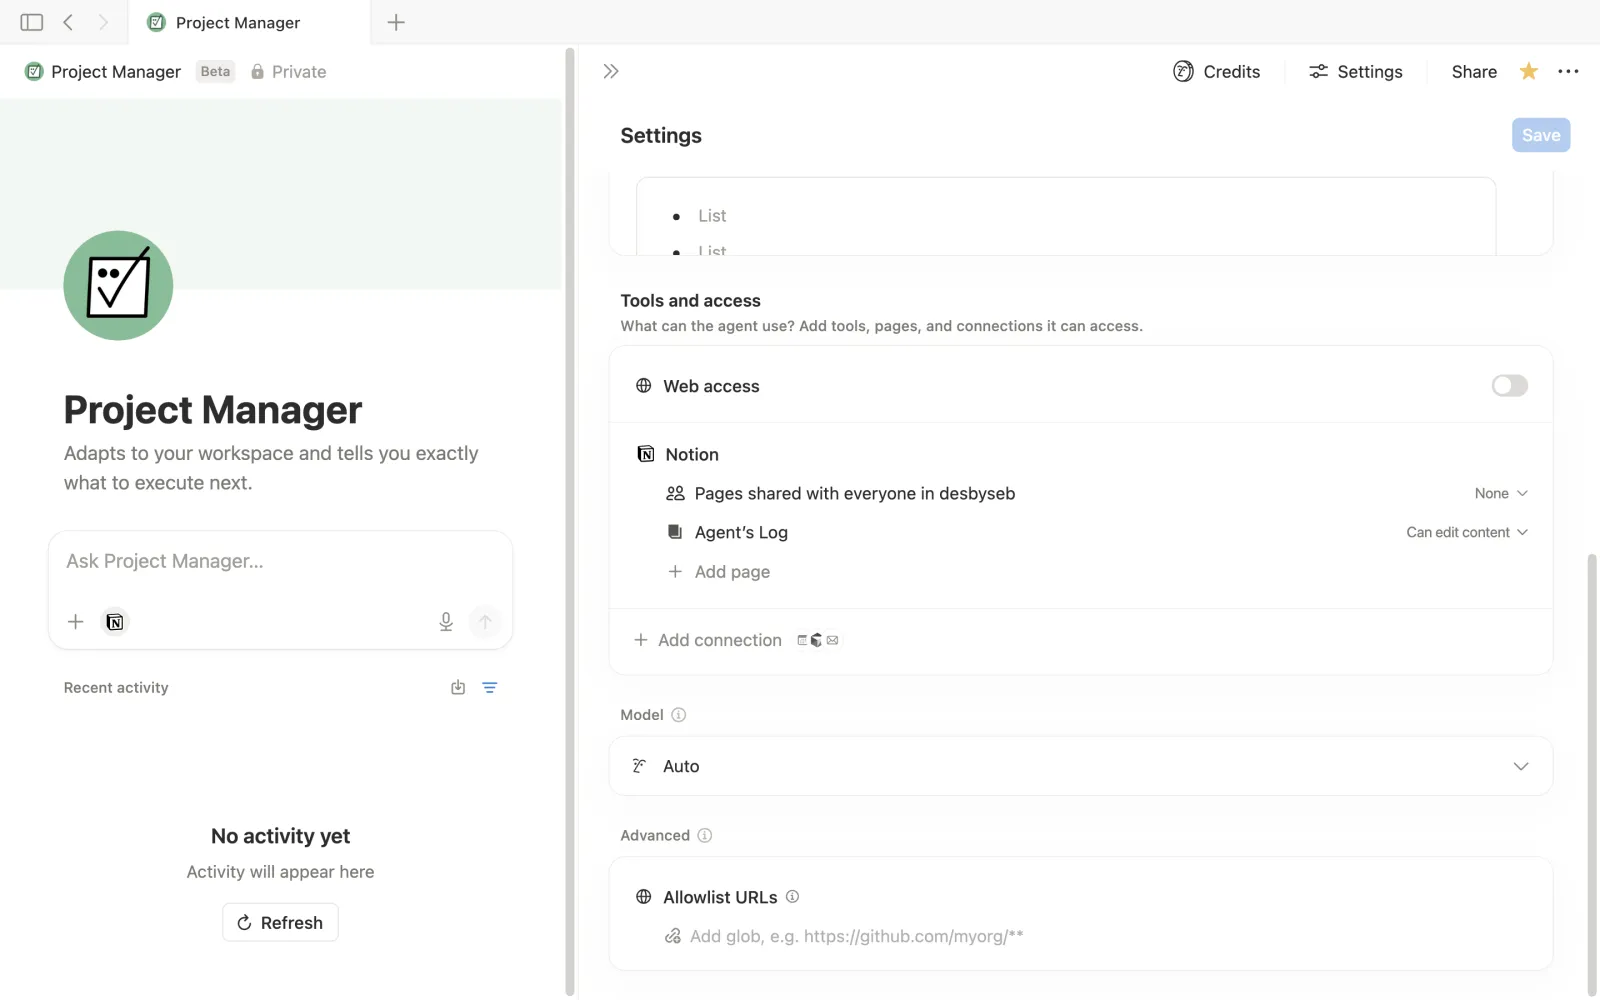 Project Manager
Project Manager
Beta
Private
Credits
Settings
Share
Settings
Save
List
List
Tools and access
What can the agent use? Add tools, pages, and connections it can access.
Web access
Notion
Pages shared with everyone in desbyseb
None
Agent’s Log
Can edit content
Add page
Add connection
Model
Auto
Advanced
Allowlist URLs
Add glob, e.g. https://github.com/myorg/**
Project Manager
Adapts to your workspace and tells you exactly
what to execute next.
Ask Project Manager...
Recent activity
No activity yet
Activity will appear here
Refresh